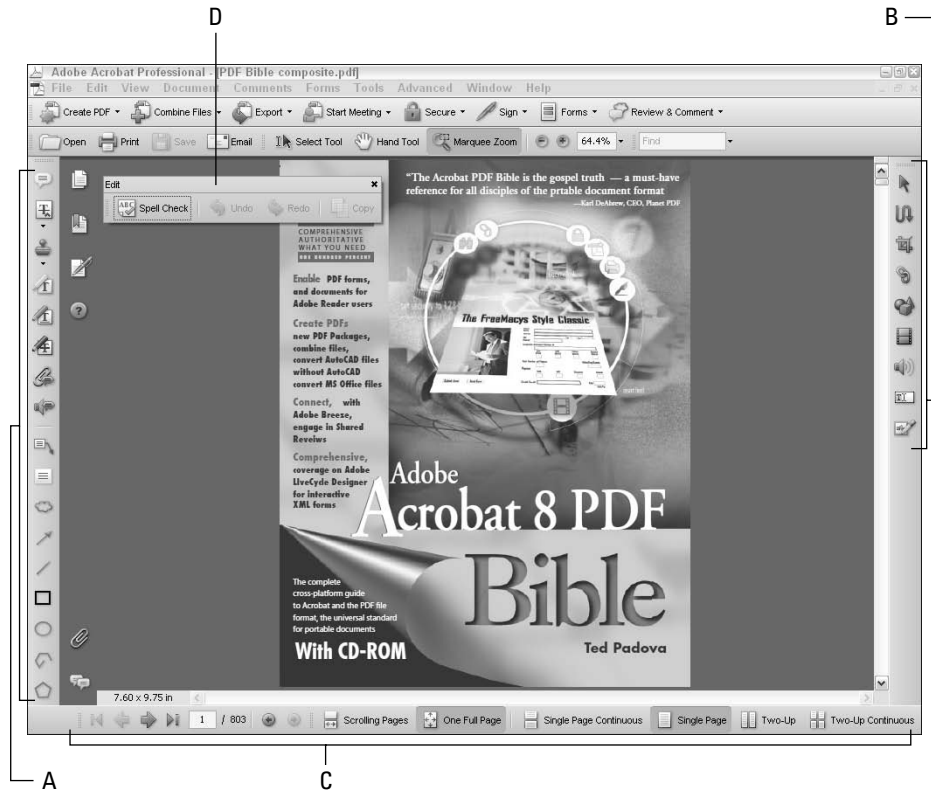 D
B
Adobe Acrobat Professional - [PDF Bible composite.pdf]
File Edit View Document Comments Forms Tools Advanced Window Help
Create PDF Combine Files Export Start Meeting Secure Sign Forms Review & Comment
Open Print Save Email Select Tool Hand Tool Marquee Zoom 64.4% Find
Edit
Spell Check Undo Redo Copy
"The Acrobat PDF Bible is the gospel truth — a must-have
reference for all disciples of the prtable document format
—Karl DeAbrew, CEO, Planet PDF
COMPREHENSIVE
AUTHORITATIVE
WHAT YOU NEED
ONE HUNDRED PERCENT
Enable PDF forms,
and documents for
Adobe Reader users
Create PDFs
new PDF Packages,
combine files,
convert AutoCAD files
without AutoCAD
convert MS Office files
Connect, with
Adobe Breeze,
engage in Shared
Reveiws
Comprehensive,
coverage on Adobe
LIveCycle Designer
for interactive
XML forms
The FreeMacys Style Classic
married
Adobe
Acrobat 8 PDF
Bible
The complete
cross-platform guide
to Acrobat and the PDF file
format, the universal standard
for portable documents
With CD-ROM
Ted Padova
7.60 x 9.75 in
1 / 803 Scrolling Pages One Full Page Single Page Continuous Single Page Two-Up Two-Up Continuous
A
C